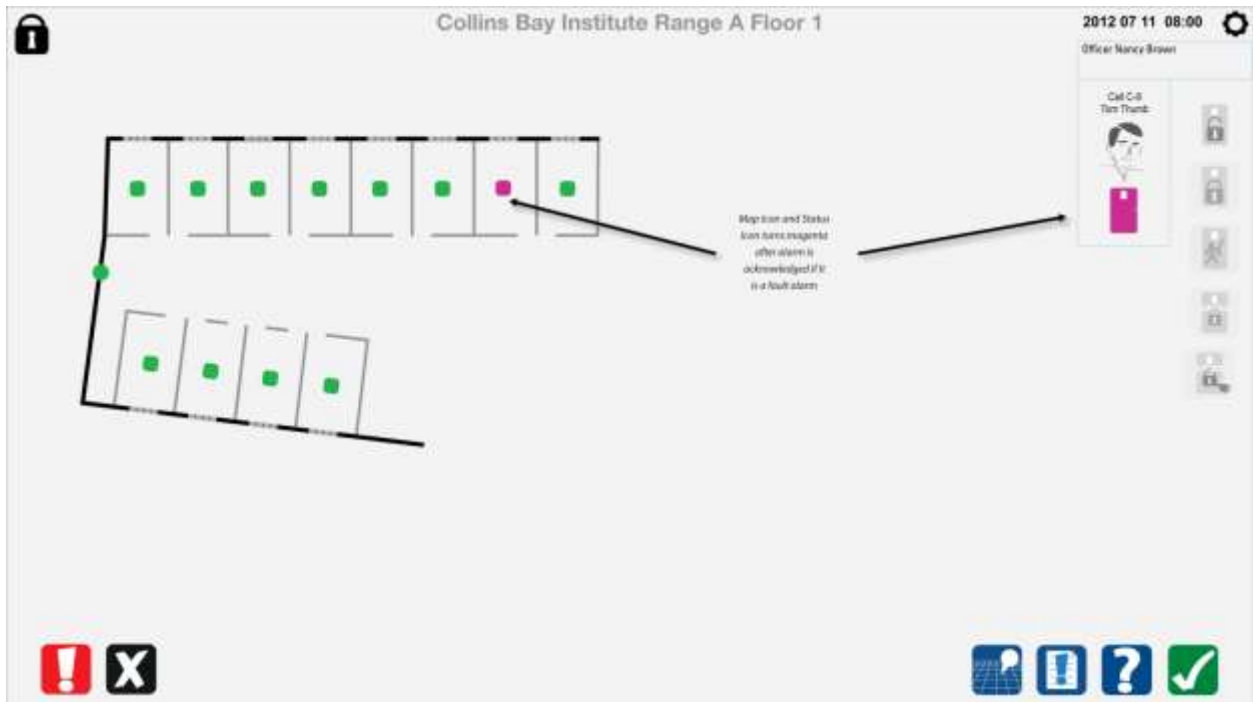 Collins Bay Institute Range A Floor 1
2012 07 11 08:00
Officer Nancy Brown
Cell C-8
Tom Thumb
Map Icon and Status
Icon turns magenta
after alarm is
acknowledged if it
is a fault alarm